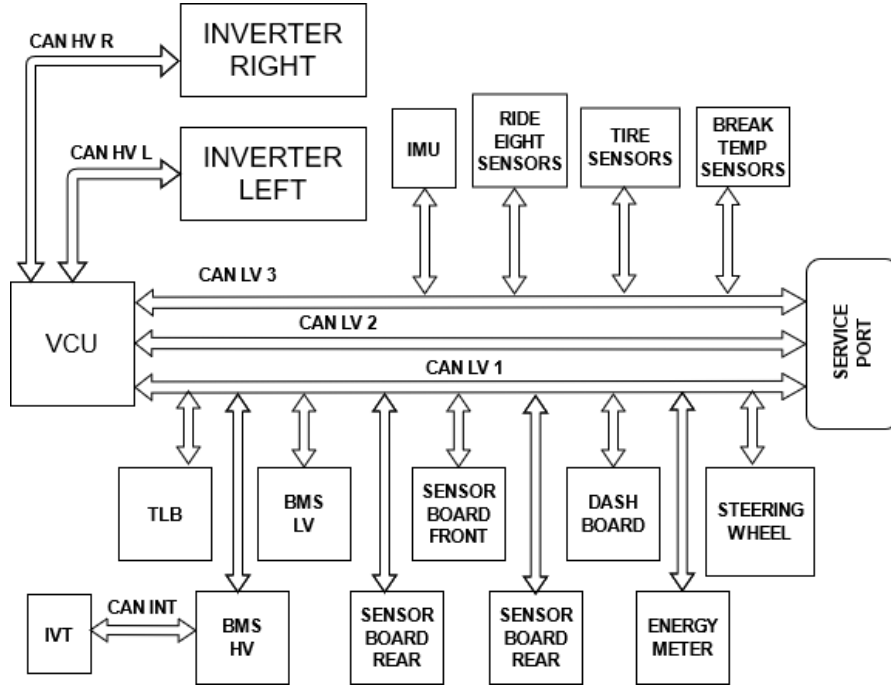 CAN HV R
INVERTER
RIGHT
CAN HV L
INVERTER
LEFT
IMU
RIDE
EIGHT
SENSORS
TIRE
SENSORS
BREAK
TEMP
SENSORS
CAN LV 3
VCU
CAN LV 2
CAN LV 1
SERVICE
PORT
TLB
BMS
LV
SENSOR
BOARD
FRONT
DASH
BOARD
STEERING
WHEEL
IVT
CAN INT
BMS
HV
SENSOR
BOARD
REAR
SENSOR
BOARD
REAR
ENERGY
METER